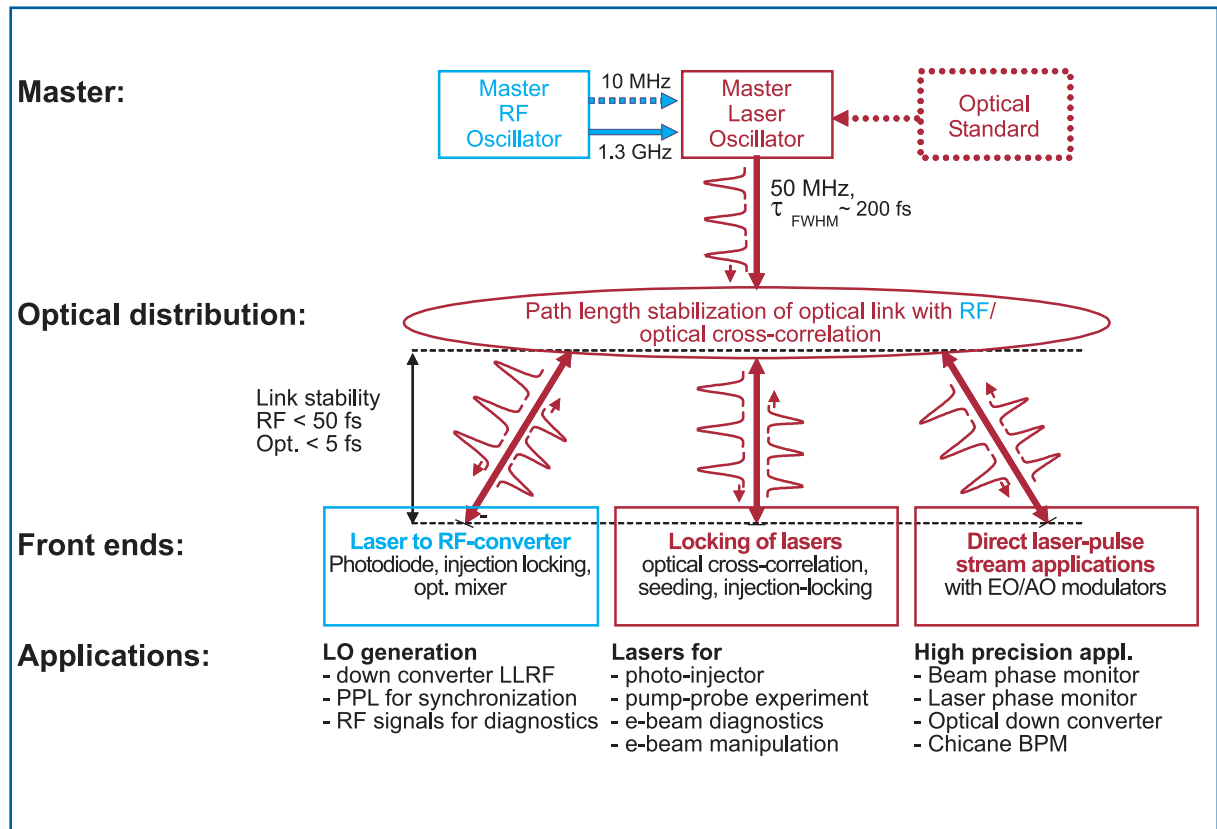 Master:
Master
RF
Oscillator
10 MHz
1.3 GHz
Master
Laser
Oscillator
Optical
Standard
50 MHz,
τ FWHM ~ 200 fs
Optical distribution:
Path length stabilization of optical link with RF/
optical cross-correlation
Link stability
RF < 50 fs
Opt. < 5 fs
Front ends:
Laser to RF-converter
Photodiode, injection locking,
opt. mixer
Locking of lasers
optical cross-correlation,
seeding, injection-locking
Direct laser-pulse
stream applications
with EO/AO modulators
Applications:
LO generation
- down converter LLRF
- PPL for synchronization
- RF signals for diagnostics
Lasers for
- photo-injector
- pump-probe experiment
- e-beam diagnostics
- e-beam manipulation
High precision appl.
- Beam phase monitor
- Laser phase monitor
- Optical down converter
- Chicane BPM